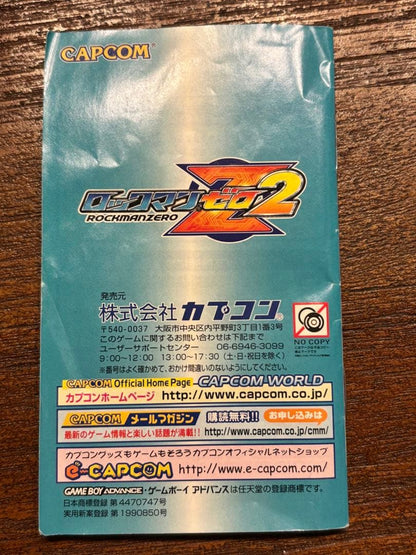 CAPCOM
ロックマンゼロ2
ROCKMANZERO
発売元
株式会社 カプコン®
〒540-0037 大阪市中央区内平野町3丁目1番3号
このゲームに関するお問い合わせは下記まで
ユーザーサポートセンター 06-6946-3099
9:00~12:00 13:00~17:30 (土・日・祝日を除く)
※番号はよく確かめて、おかけ間違いのないようにしてください。
NO COPY
CAPCOM Official Home Page CAPCOM WORLD
カプコンホームページ http://www.capcom.co.jp/
CAPCOM メールマガジン 購読無料!! お申し込みは
最新のゲーム情報と楽しい話題が満載!! http://www.capcom.co.jp/cmm/
カプコングッズもゲームもそろうカプコンオフィシャルネットショップ
e-CAPCOM http://www.e-capcom.com/
GAME BOY ADVANCE・ゲームボーイ アドバンスは任天堂の登録商標です。
日本商標登録 第4470747号
実用新案登録 第1990850号